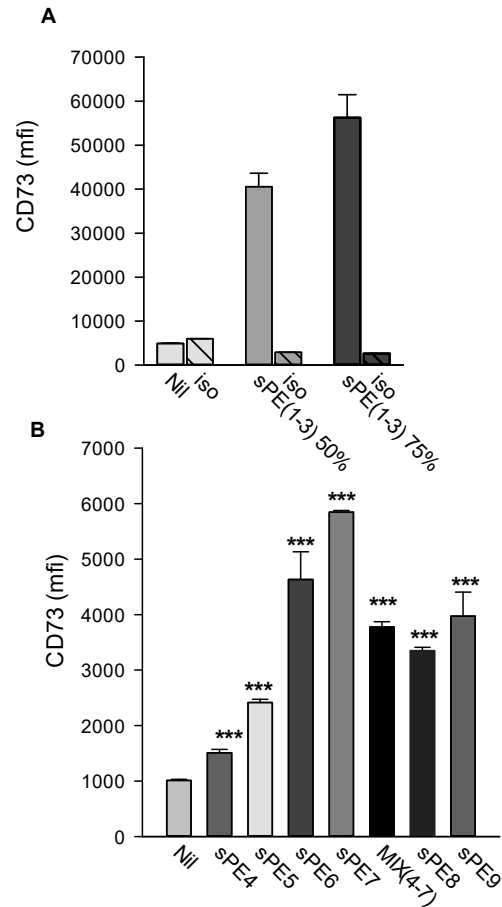 A
CD73 (mfi)
70000
60000
50000
40000
30000
20000
10000
0
Nil
iso
sPE(1-3) 50%
iso
sPE(1-3) 75%
iso
B
CD73 (mfi)
7000
6000
5000
4000
3000
2000
1000
0
***
***
***
***
***
***
***
Nil
sPE4
sPE5
sPE6
sPE7
MIX(4-7)
sPE8
sPE9